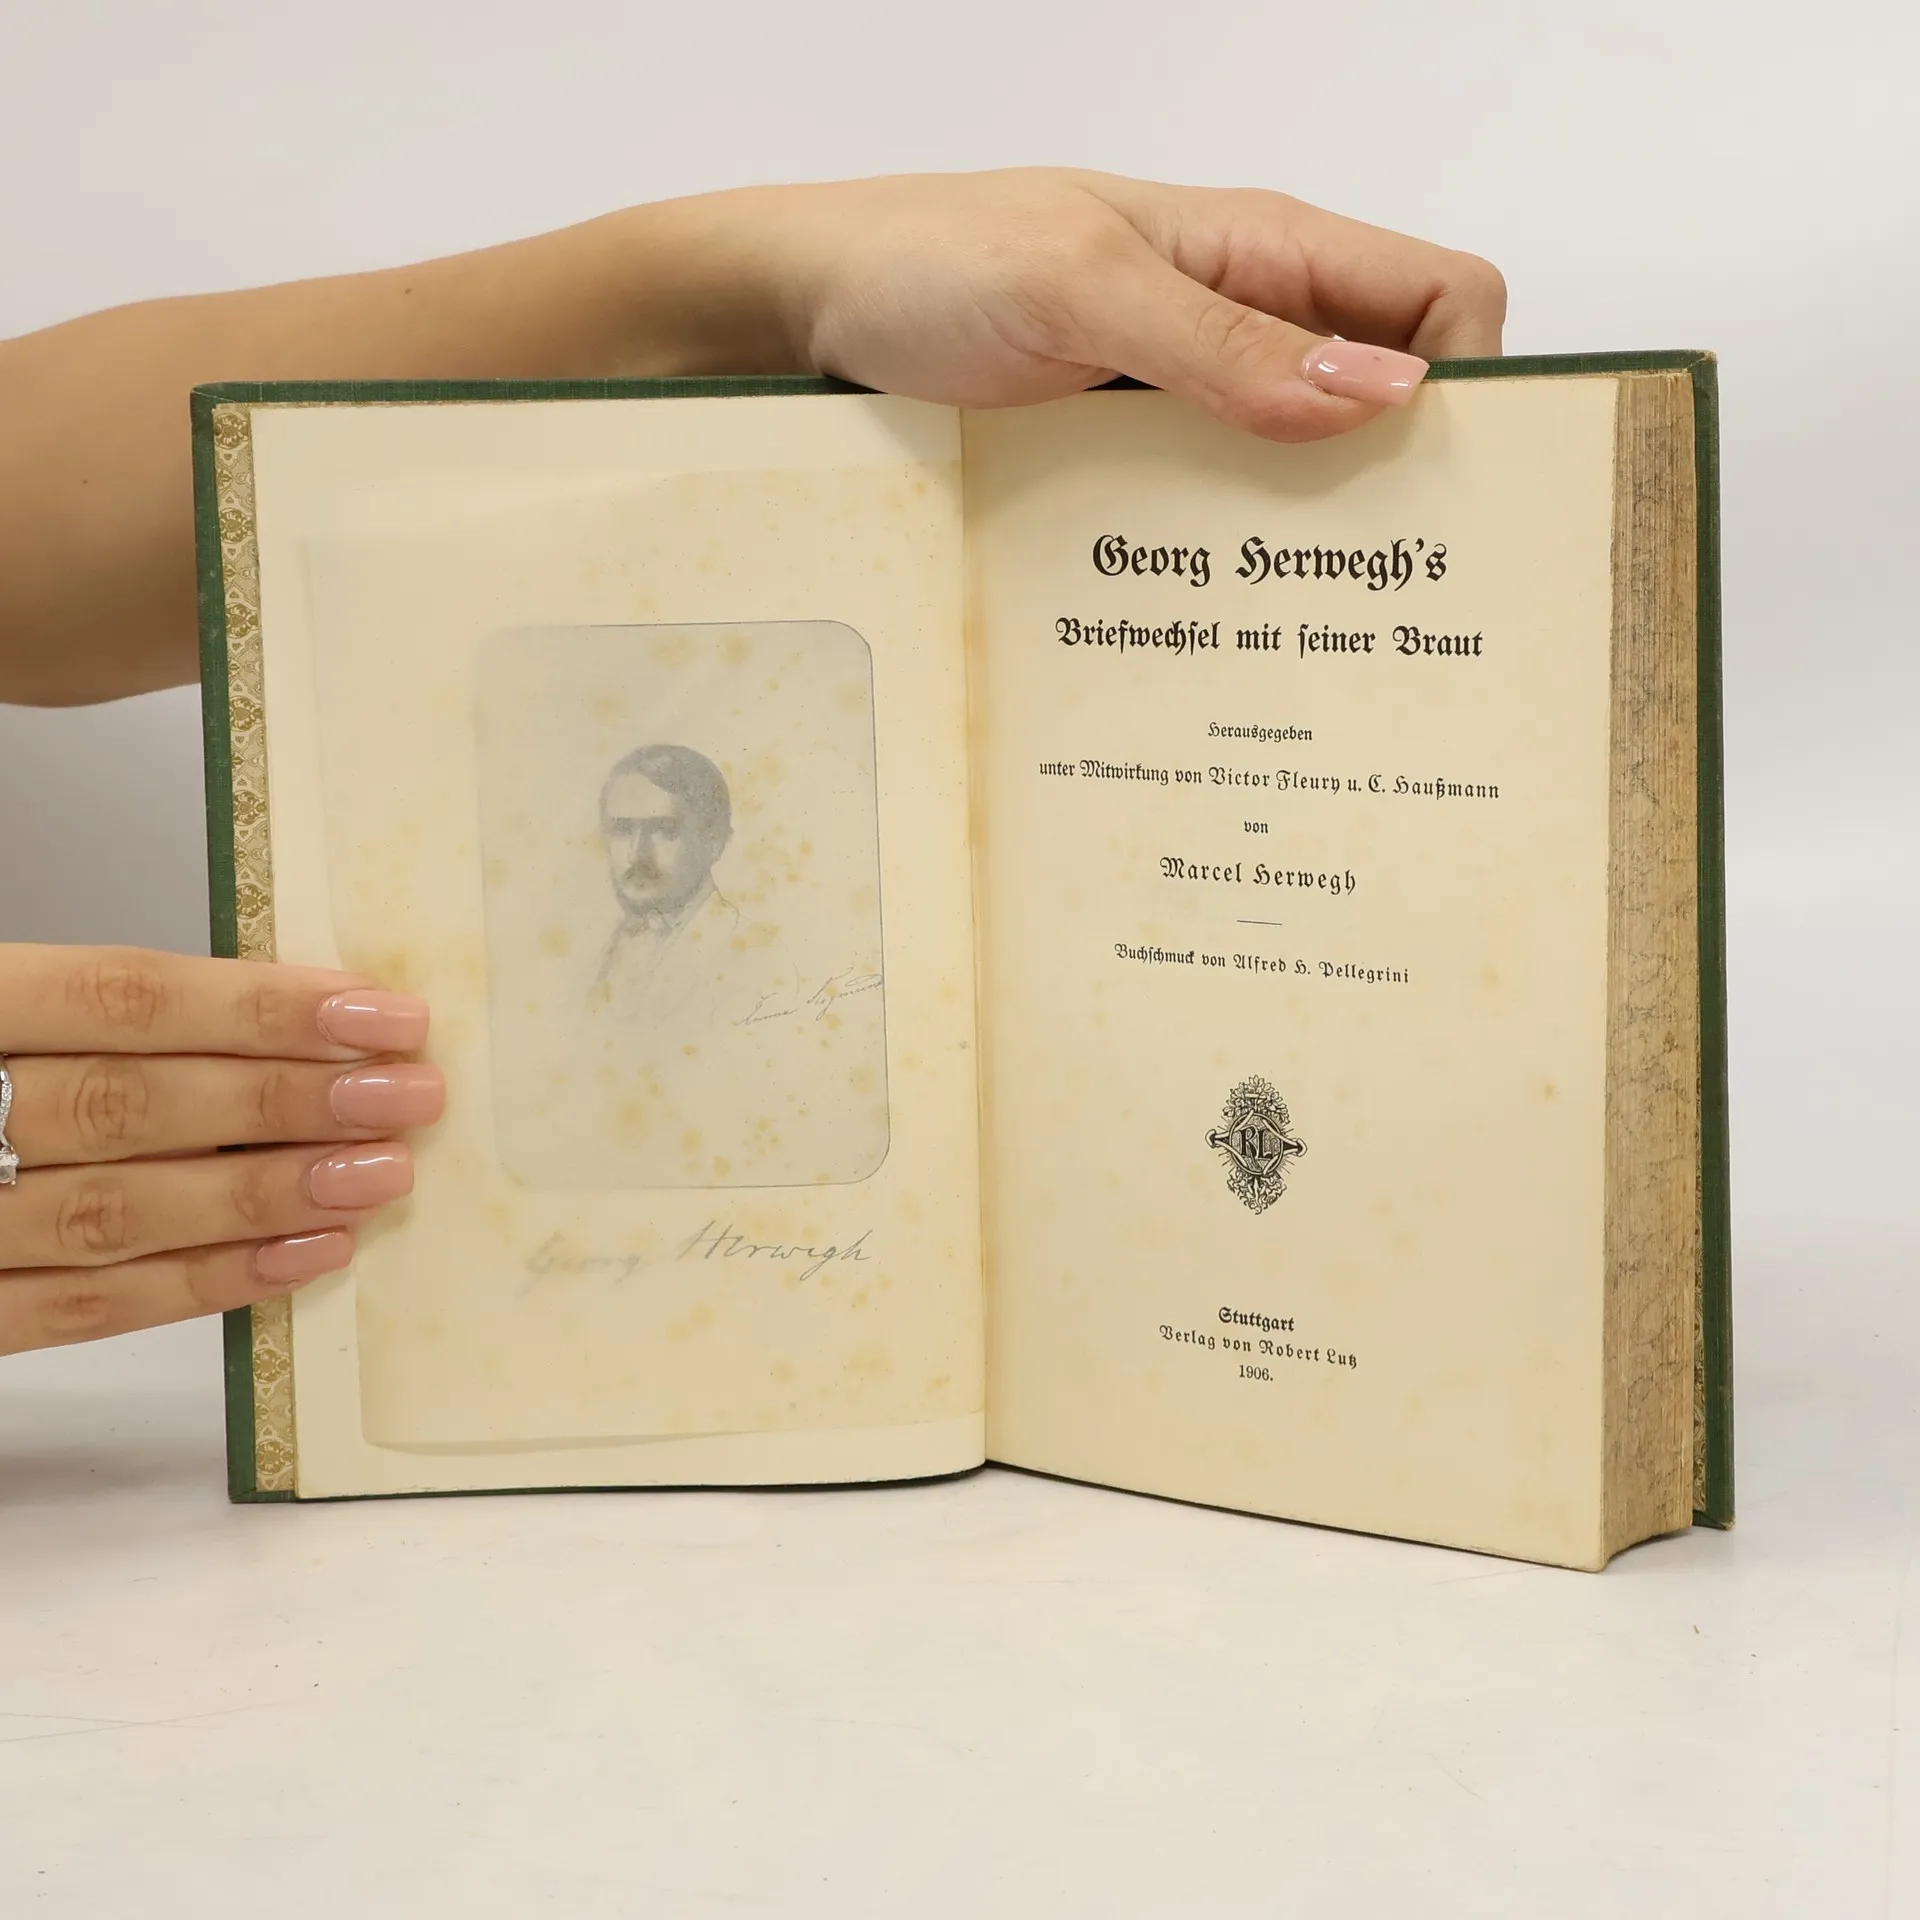 Georg Herwegh
Georg Herwegh's
Briefwechsel mit seiner Braut
Herausgegeben
unter Mitwirkung von Victor Fleury u. C. Haußmann
von
Marcel Herwegh
Buchschmuck von Alfred H. Pellegrini
RL
Stuttgart
Verlag von Robert Lutz
1906.